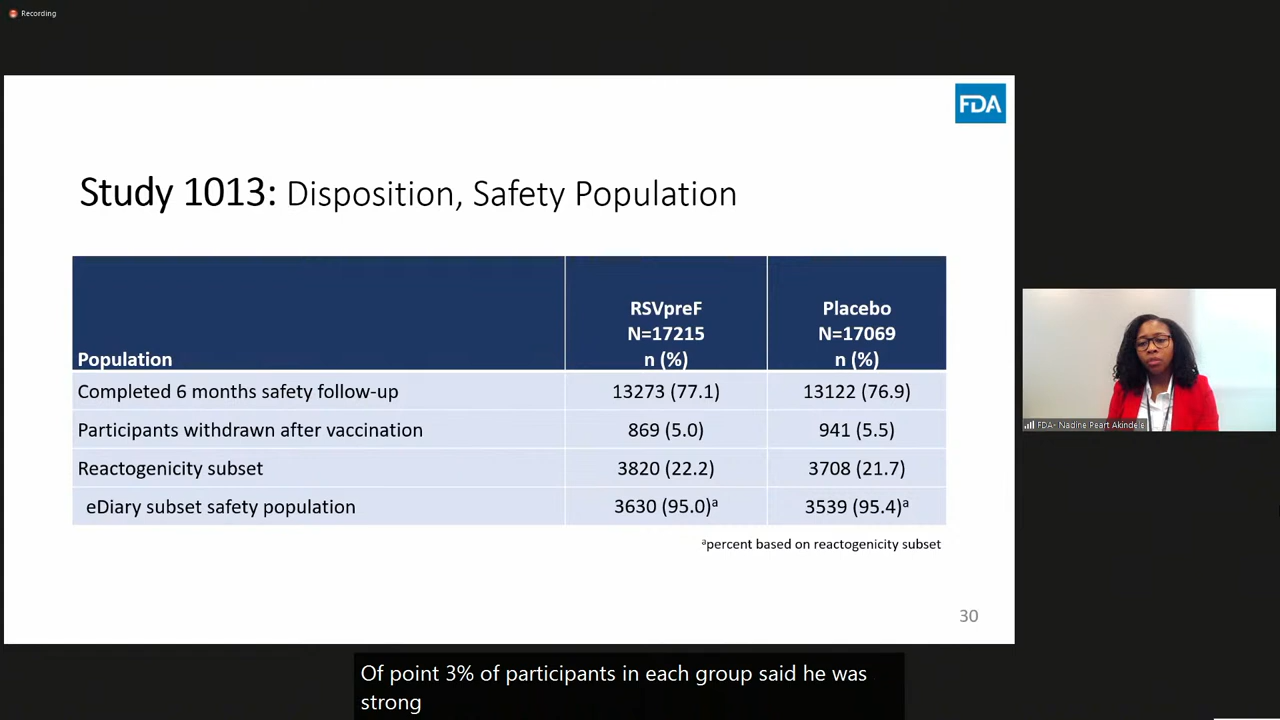 Recording
FDA
Study 1013: Disposition, Safety Population
Population
RSVpreF
N=17215
n (%)
Placebo
N=17069
n (%)
Completed 6 months safety follow-up 13273 (77.1) 13122 (76.9)
Participants withdrawn after vaccination 869 (5.0) 941 (5.5)
Reactogenicity subset 3820 (22.2) 3708 (21.7)
eDiary subset safety population 3630 (95.0)ᵃ 3539 (95.4)ᵃ
ᵃpercent based on reactogenicity subset
FDA- Nadine Peart Akindele
30
Of point 3% of participants in each group said he was
strong